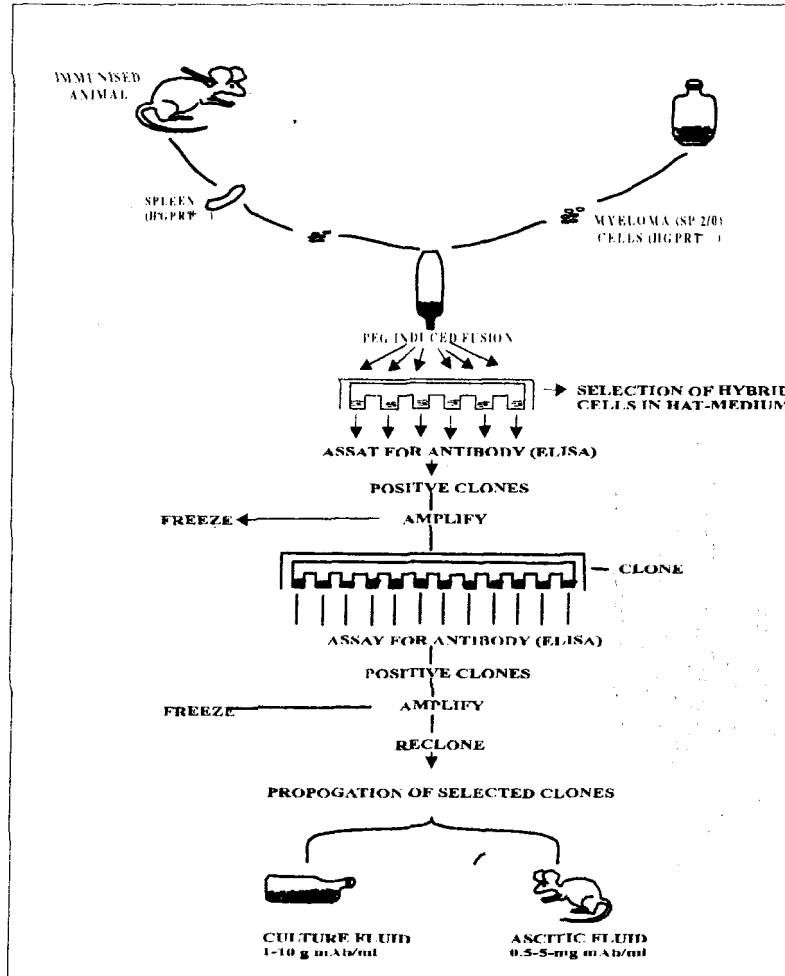 IMMUNISED
ANIMAL
SPLEEN
(HGPRT+)
MYELOMA (SP 2/0)
CELLS (HGPRT-)
PEG INDUCED FUSION
SELECTION OF HYBRID
CELLS IN HAT-MEDIUM
ASSAT FOR ANTIBODY (ELISA)
POSITVE CLONES
FREEZE AMPLIFY
CLONE
ASSAY FOR ANTIBODY (ELISA)
POSITIVE CLONES
FREEZE AMPLIFY
RECLONE
PROPOGATION OF SELECTED CLONES
CULTURE FLUID
1-10 g mAb/ml
ASCITIC FLUID
0.5-5-mg mAb/ml